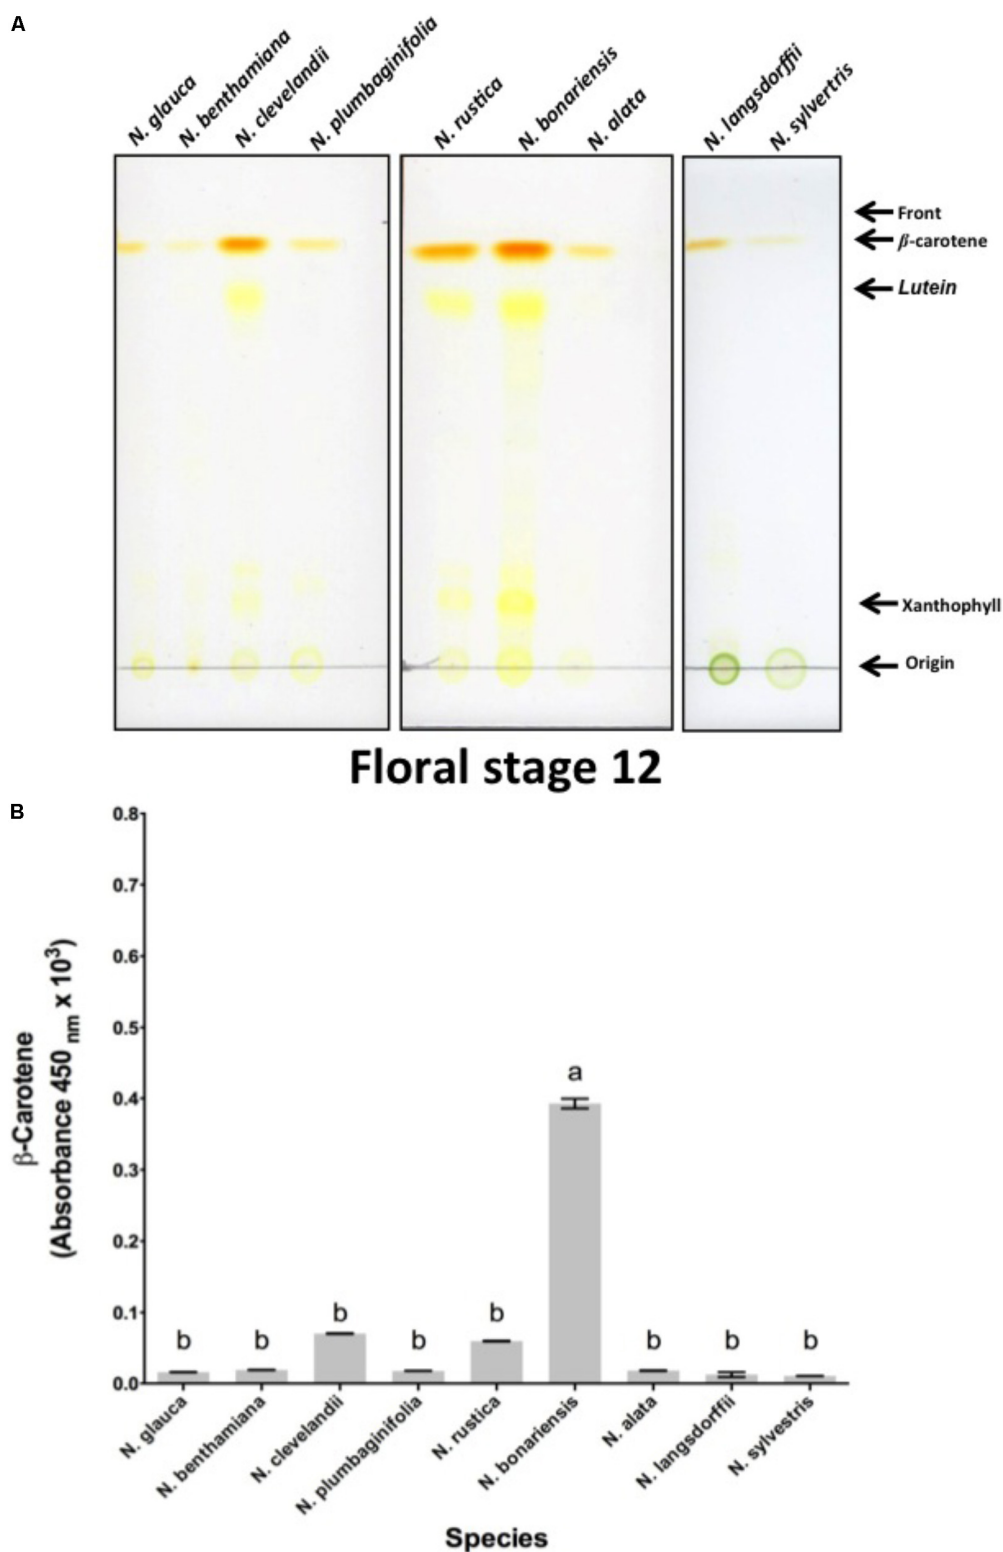 A
N. glauca
N. benthamiana
N. clevelandii
N. plumbaginifolia
N. rustica
N. bonariensis
N. alata
N. langsdorffii
N. sylvertris
Front
β-carotene
Lutein
Xanthophyll
Origin
Floral stage 12
B
β-Carotene
(Absorbance 450 nm x 10³)
0.8
0.7
0.6
0.5
0.4
0.3
0.2
0.1
0.0
b
b
b
b
b
a
b
b
b
N. glauca
N. benthamiana
N. clevelandii
N. plumbaginifolia
N. rustica
N. bonariensis
N. alata
N. langsdorffii
N. sylvestris
Species